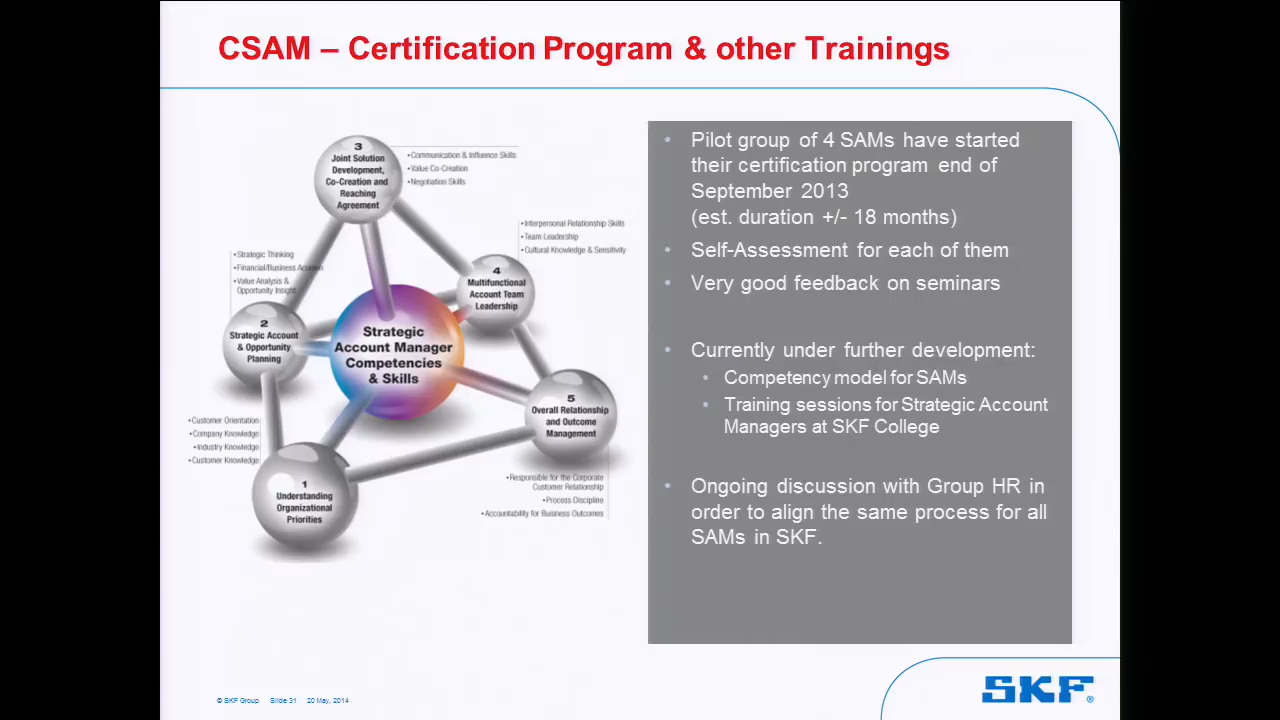 CSAM – Certification Program & other Trainings
3
Joint Solution
Development,
Co-Creation and
Reaching
Agreement
•Communication & Influence Skills
•Value Co-Creation
•Negotiation Skills
•Interpersonal Relationship Skills
•Team Leadership
•Cultural Knowledge & Sensitivity
•Strategic Thinking
•Financial/Business Acumen
•Value Analysis &
Opportunity Insight
4
Multifunctional
Account Team
Leadership
2
Strategic Account
& Opportunity
Planning
Strategic
Account Manager
Competencies
& Skills
5
Overall Relationship
and Outcome
Management
•Customer Orientation
•Company Knowledge
•Industry Knowledge
•Customer Knowledge
1
Understanding
Organizational
Priorities
•Responsible for the Corporate
Customer Relationship
•Process Discipline
•Accountability for Business Outcomes
• Pilot group of 4 SAMs have started
their certification program end of
September 2013
(est. duration +/- 18 months)
• Self-Assessment for each of them
• Very good feedback on seminars
• Currently under further development:
• Competency model for SAMs
• Training sessions for Strategic Account
Managers at SKF College
• Ongoing discussion with Group HR in
order to align the same process for all
SAMs in SKF.
© SKF Group Slide 31 20 May, 2014
SKF®